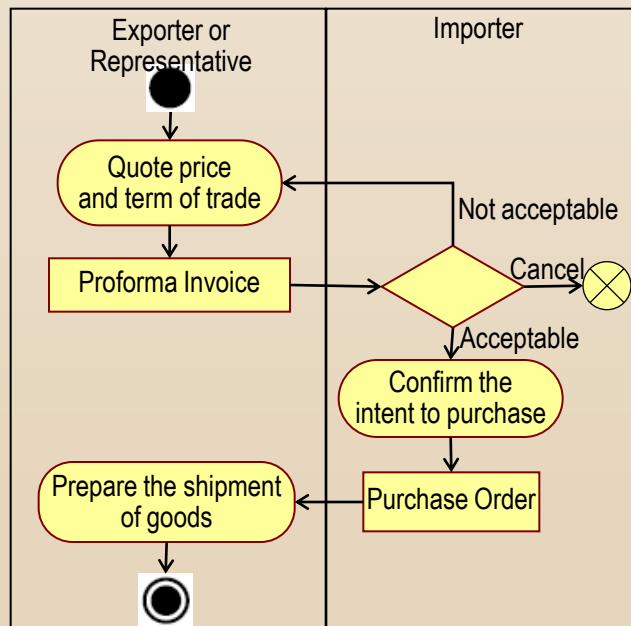 Exporter or
Representative
Importer
Quote price
and term of trade
Not acceptable
Proforma Invoice
Cancel
Acceptable
Confirm the
intent to purchase
Prepare the shipment
of goods
Purchase Order